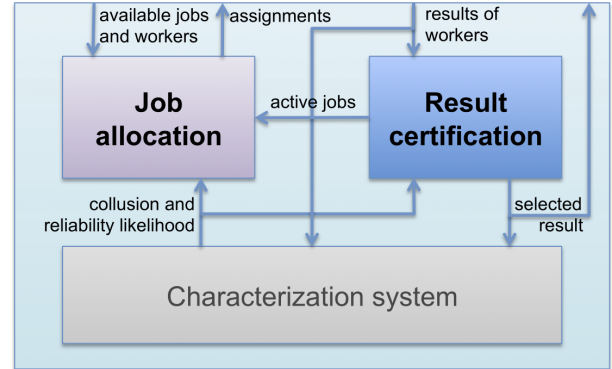 available jobs
and workers
assignments
results of
workers
Job
allocation
active jobs
Result
certification
collusion and
reliability likelihood
selected
result
Characterization system